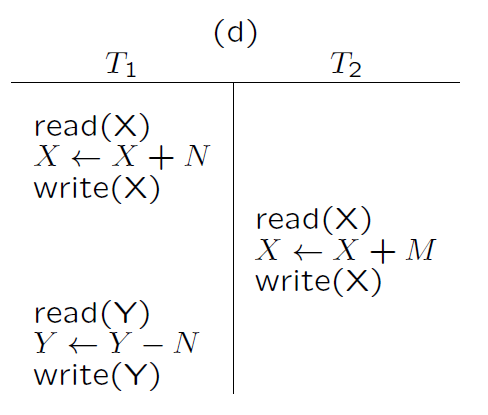 (d)
T₁ T₂
read(X)
X ← X + N
write(X)
read(X)
X ← X + M
write(X)
read(Y)
Y ← Y − N
write(Y)